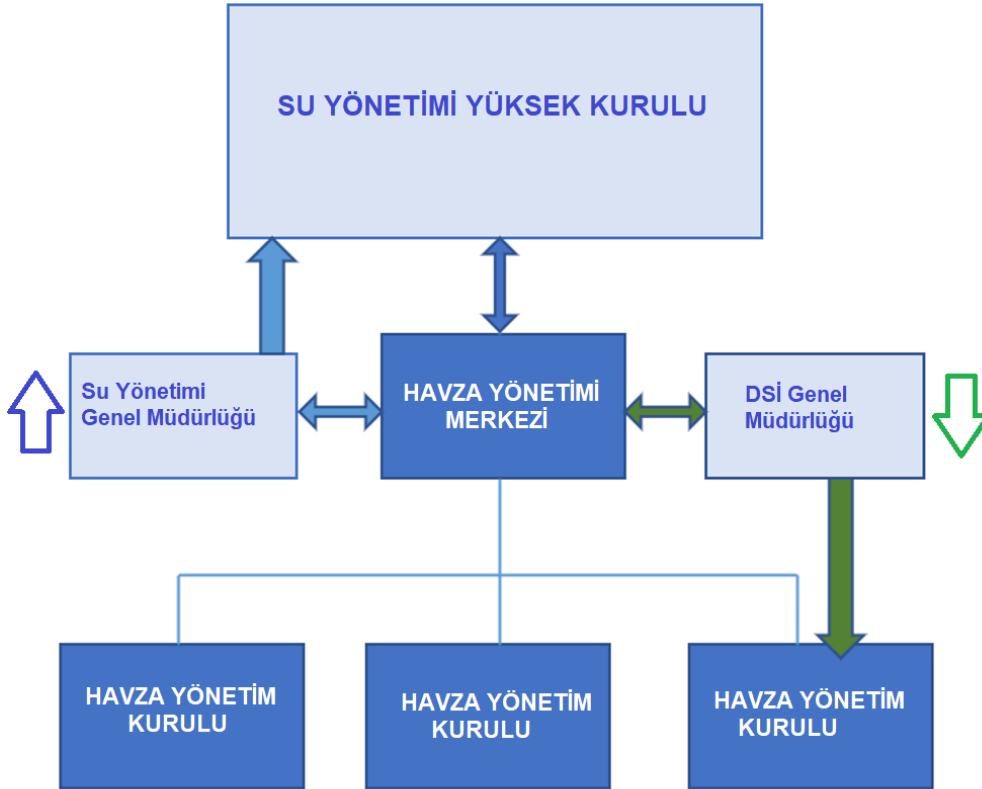 SU YÖNETİMİ YÜKSEK KURULU
Su Yönetimi
Genel Müdürlüğü
HAVZA YÖNETİMİ
MERKEZİ
DSİ Genel
Müdürlüğü
HAVZA YÖNETİM
KURULU
HAVZA YÖNETİM
KURULU
HAVZA YÖNETİM
KURULU